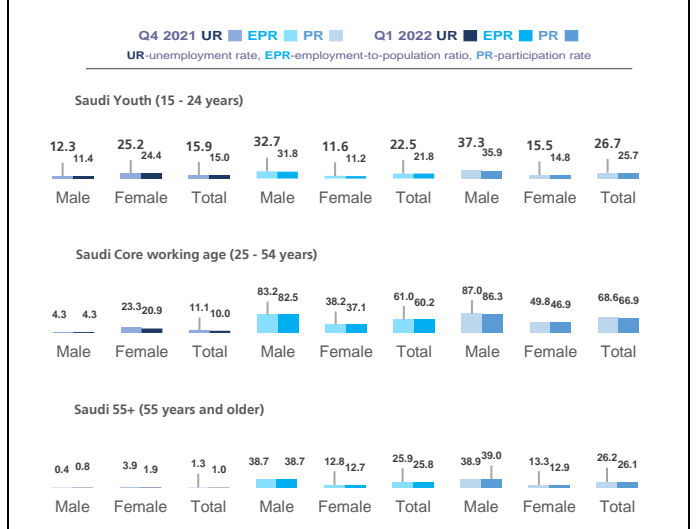 Q4 2021 UR EPR PR Q1 2022 UR EPR PR
UR-unemployment rate, EPR-employment-to-population ratio, PR-participation rate
Saudi Youth (15 - 24 years)
12.3 11.4 25.2 24.4 15.9 15.0 32.7 31.8 11.6 11.2 22.5 21.8 37.3 35.9 15.5 14.8 26.7 25.7
Male Female Total Male Female Total Male Female Total
Saudi Core working age (25 - 54 years)
4.3 4.3 23.3 20.9 11.1 10.0 83.2 82.5 38.2 37.1 61.0 60.2 87.0 86.3 49.8 46.9 68.6 66.9
Male Female Total Male Female Total Male Female Total
Saudi 55+ (55 years and older)
0.4 0.8 3.9 1.9 1.3 1.0 38.7 38.7 12.8 12.7 25.9 25.8 38.9 39.0 13.3 12.9 26.2 26.1
Male Female Total Male Female Total Male Female Total